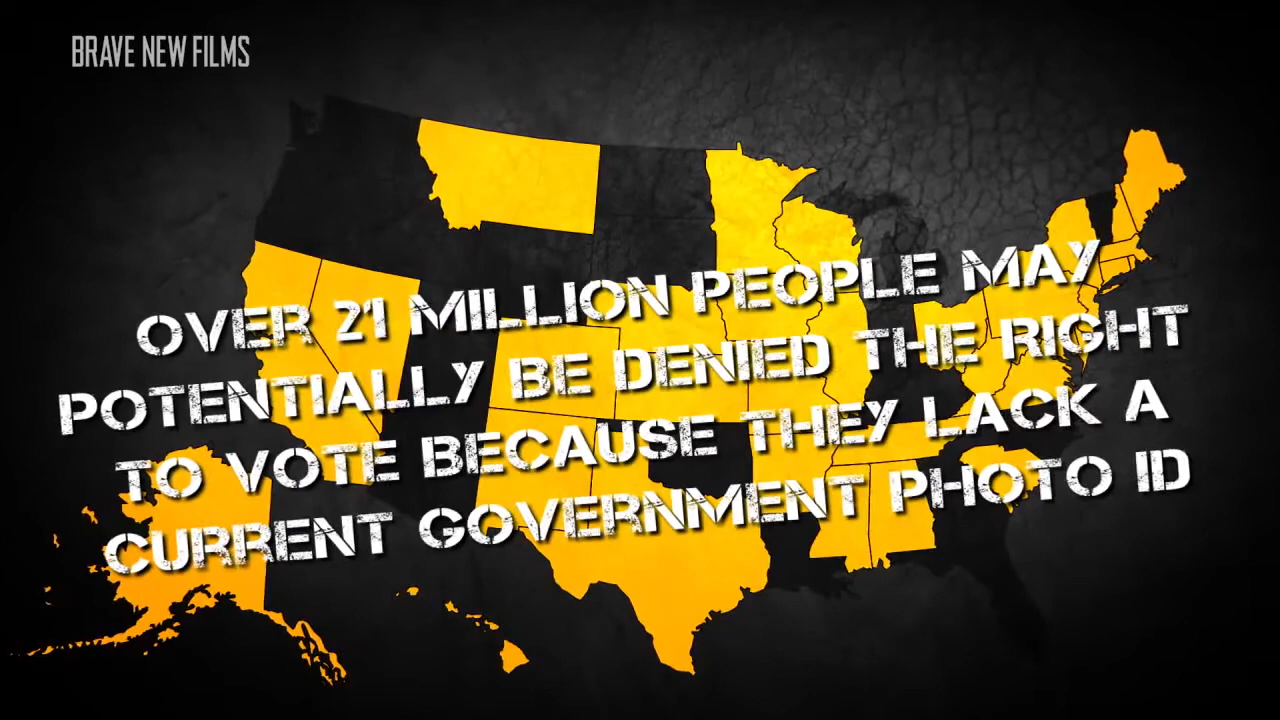 BRAVE NEW FILMS
OVER 21 MILLION PEOPLE MAY
POTENTIALLY BE DENIED THE RIGHT
TO VOTE BECAUSE THEY LACK A
CURRENT GOVERNMENT PHOTO ID